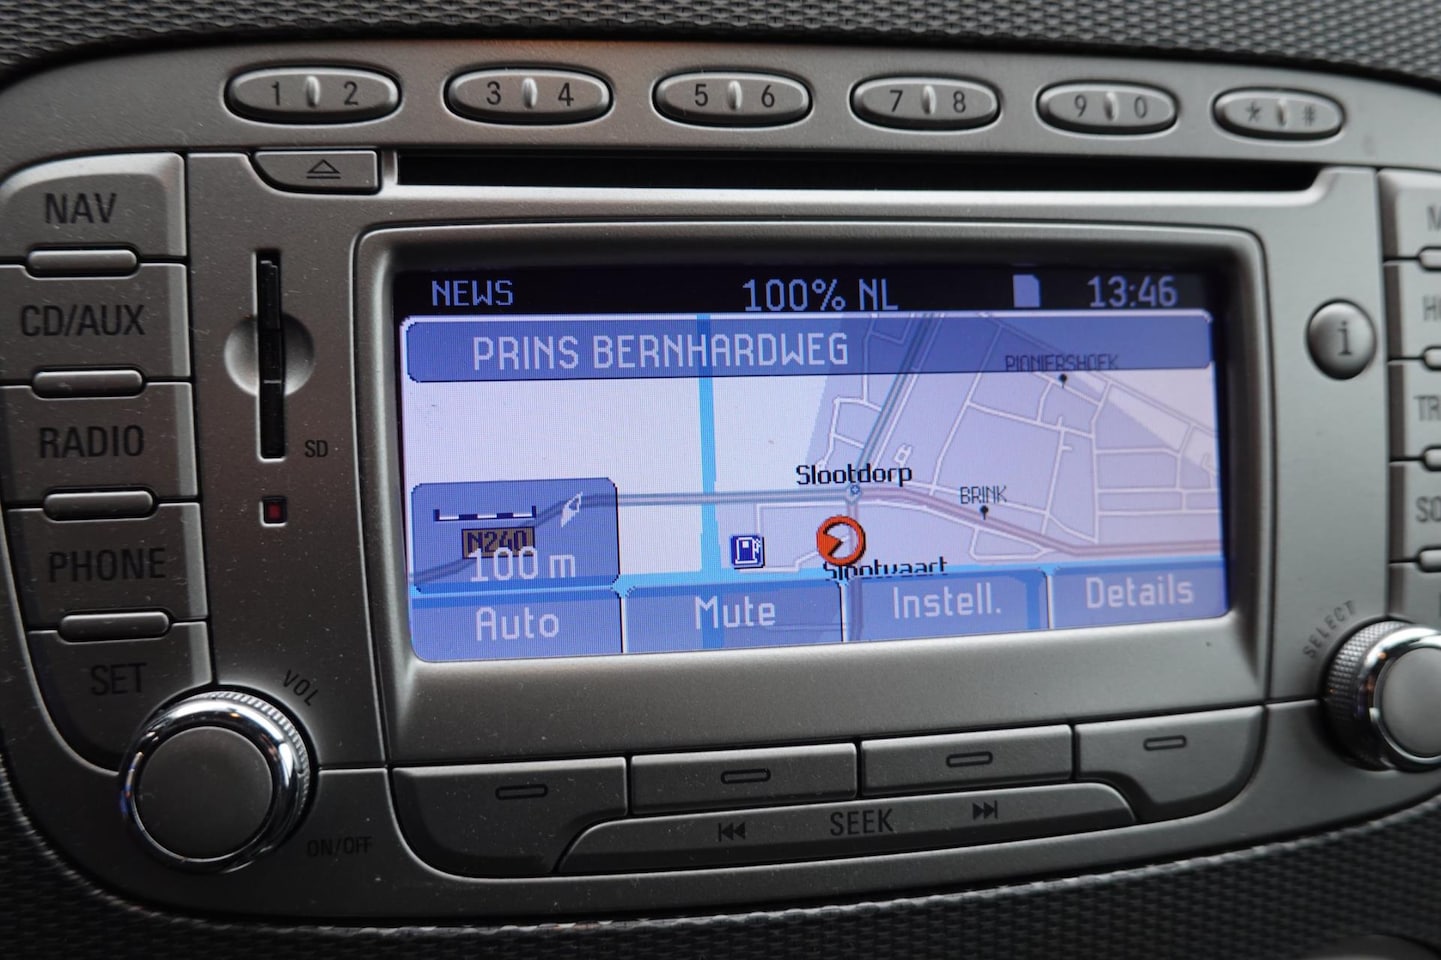 1 2
3 4
5 6
7 8
9 0
* #
NAV
CD/AUX
RADIO
PHONE
SET
SD
VOL
ON/OFF
NEWS
100% NL
13:46
PRINS BERNHARDWEG
PIONIERSHOEK
Slootdorp
BRINK
N240
100 m
Slootvaart
Auto
Mute
Instell.
Details
i
SELECT
SEEK